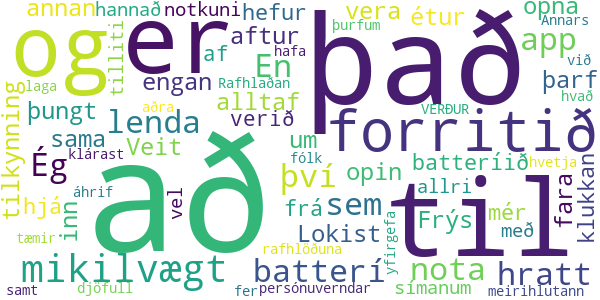 annan
hannað
notkuni
hefur
vera
étur
opna
Annars
og
er
það
tilliti
af
aftur
app
En
engan
Rafhlaðan
hafa
þurfum
þarf
við
hvað
laga
þungt
lenda
alltaf
verið
VERÐUR
forritið
tilkynning
sama
Ég
klárast
Veit
aðra
um
fólk
opin
batteríið
hvetja
að
því
til
allri
fara
klukkan
áhrif
vel
hjá
inn
frá
sem
Frýs
mér
með
Lokist
mikilvægt
rafhlöðuna
batterí
yfirgefa
nota
hratt
tæmir
samt
djöfull
fer
persónuverndar
símanum
meirihlutann